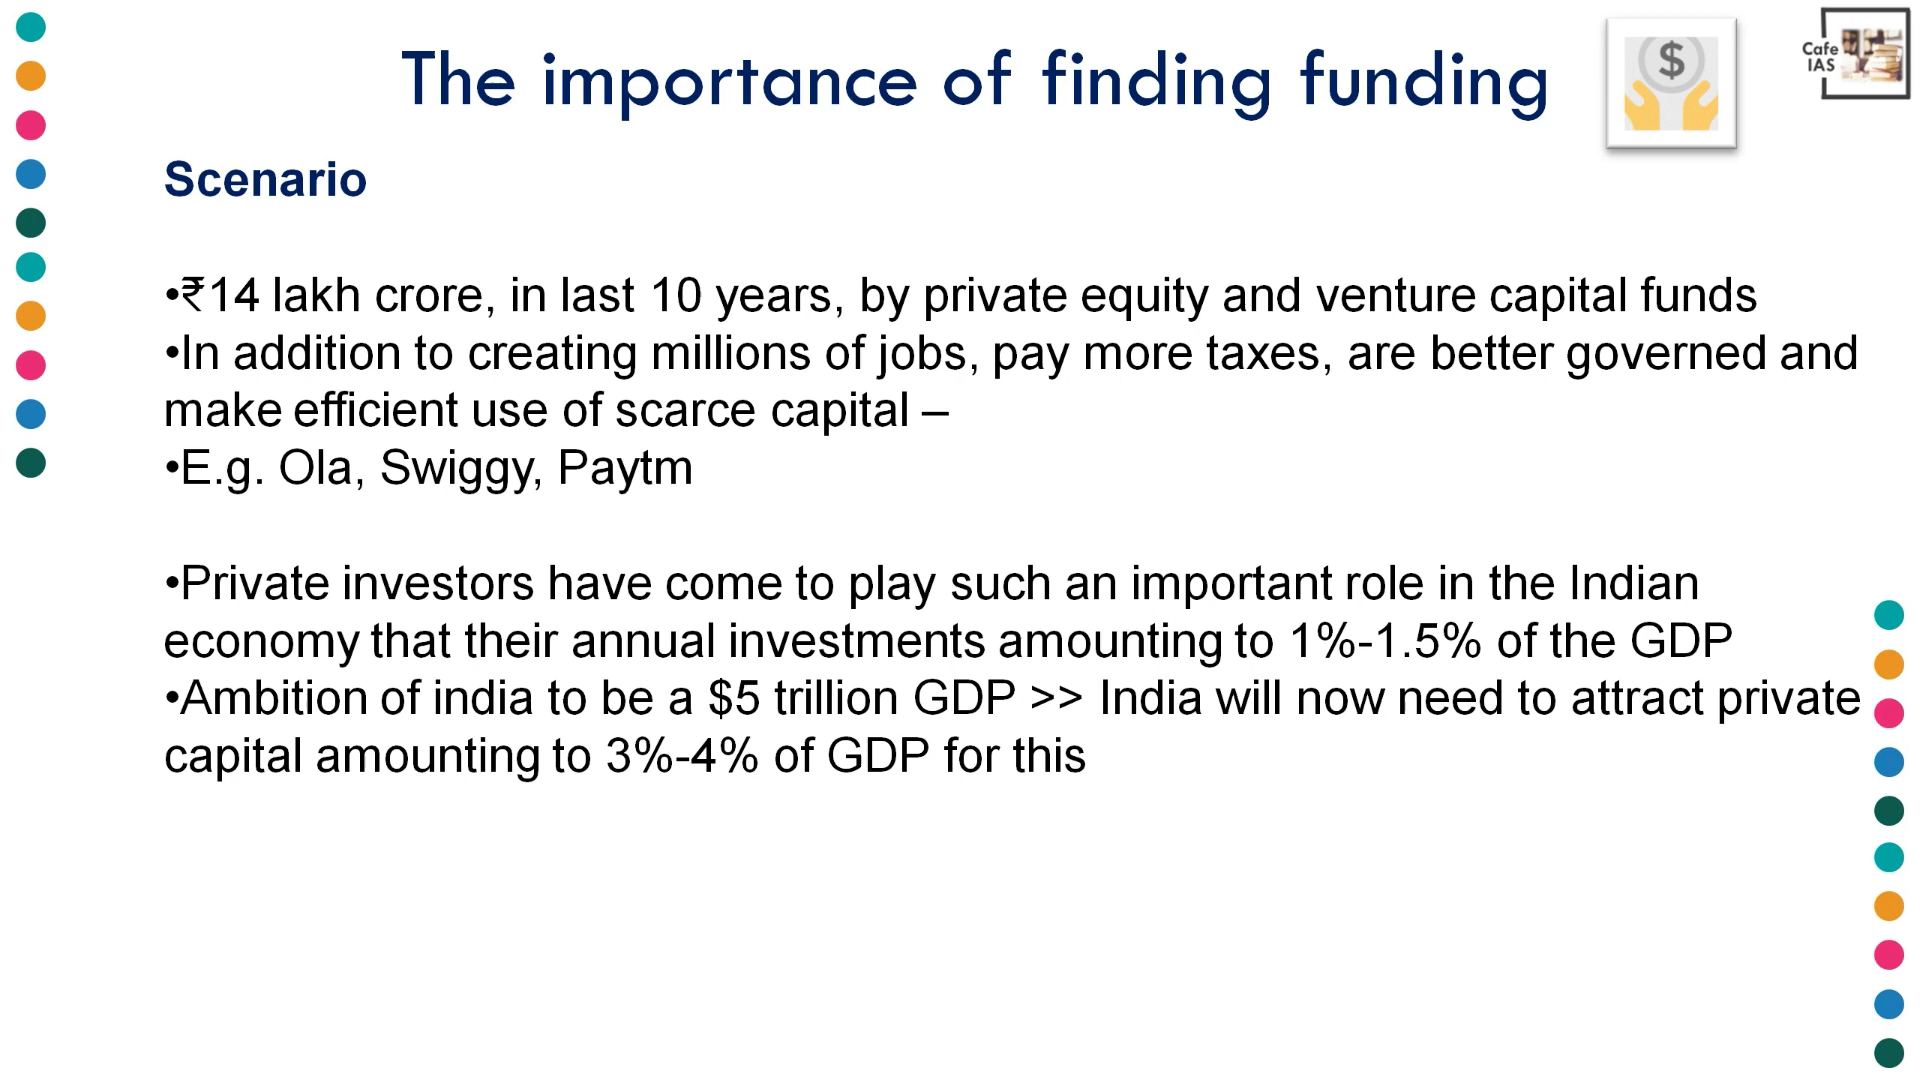 The importance of finding funding
$
Cafe
IAS
Scenario
•₹14 lakh crore, in last 10 years, by private equity and venture capital funds
•In addition to creating millions of jobs, pay more taxes, are better governed and
make efficient use of scarce capital –
•E.g. Ola, Swiggy, Paytm
•Private investors have come to play such an important role in the Indian
economy that their annual investments amounting to 1%-1.5% of the GDP
•Ambition of india to be a $5 trillion GDP >> India will now need to attract private
capital amounting to 3%-4% of GDP for this